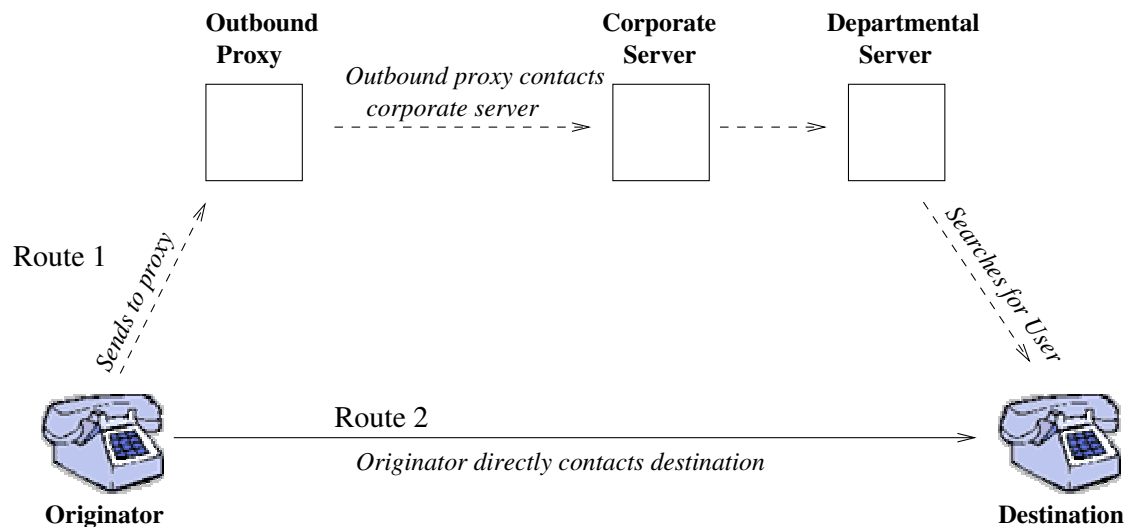 Outbound
Proxy
Corporate
Server
Departmental
Server
Outbound proxy contacts
corporate server
Route 1
Sends to proxy
Searches for User
Route 2
Originator directly contacts destination
Originator
Destination